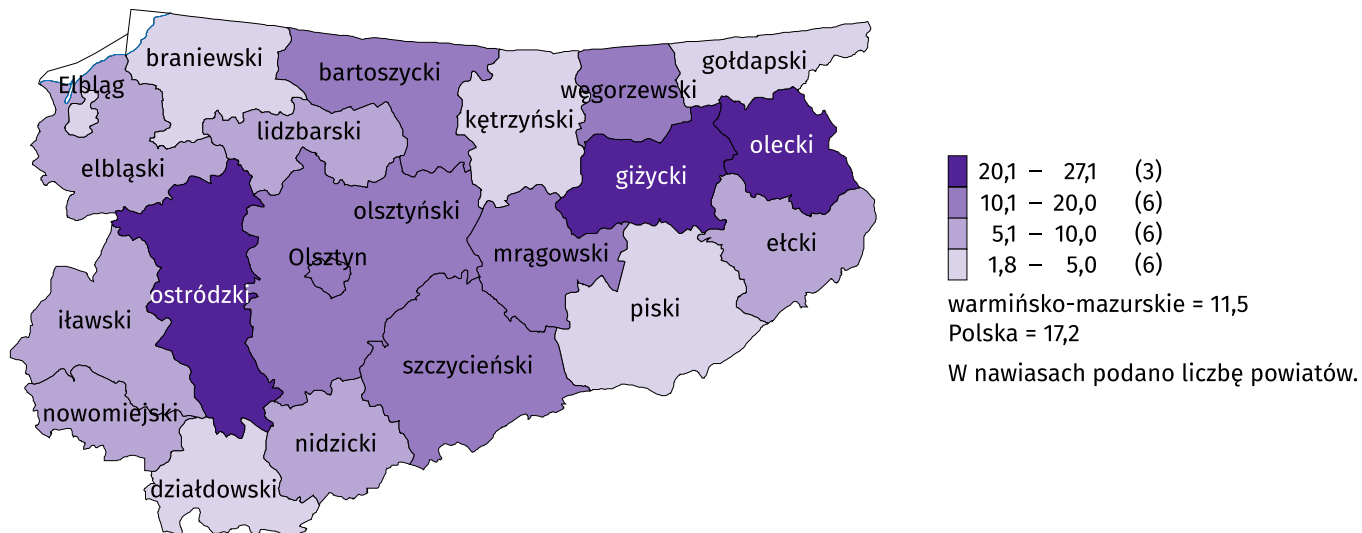 braniewski
bartoszycki
gołdapski
Elbląg
węgorzewski
kętrzyński
lidzbarski
olecki
elbląski
giżycki
olsztyński
ełcki
mrągowski
Olsztyn
ostródzki
piski
iławski
szczycieński
nowomiejski
nidzicki
działdowski
20,1 – 27,1 (3)
10,1 – 20,0 (6)
5,1 – 10,0 (6)
1,8 – 5,0 (6)
warmińsko-mazurskie = 11,5
Polska = 17,2
W nawiasach podano liczbę powiatów.